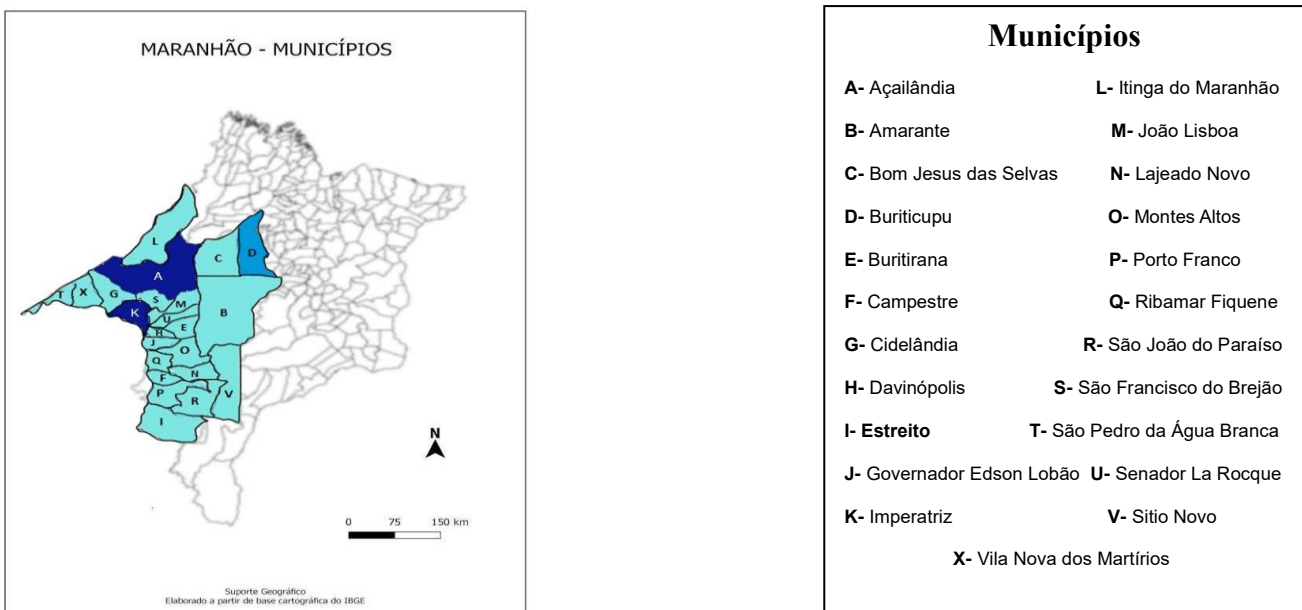 MARANHÃO - MUNICÍPIOS
L
D
C
A
T
X
G
S
M
K
B
U
E
H
J
O
Q
N
F
P
R
V
I
N
0 75 150 km
Suporte Geográfico
Elaborado a partir de base cartográfica do IBGE
Municípios
A- Açailândia L- Itinga do Maranhão
B- Amarante M- João Lisboa
C- Bom Jesus das Selvas N- Lajeado Novo
D- Buriticupu O- Montes Altos
E- Buritirana P- Porto Franco
F- Campestre Q- Ribamar Fiquene
G- Cidelândia R- São João do Paraíso
H- Davinópolis S- São Francisco do Brejão
I- Estreito T- São Pedro da Água Branca
J- Governador Edson Lobão U- Senador La Rocque
K- Imperatriz V- Sitio Novo
X- Vila Nova dos Martírios